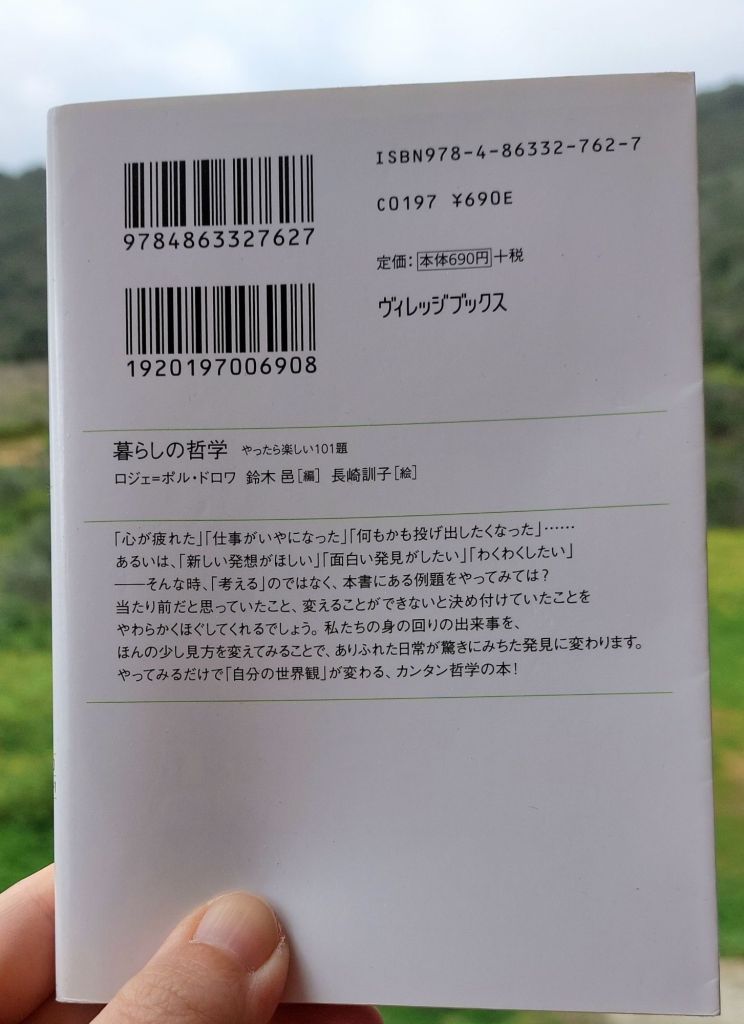 9784863327627
1920197006908
ISBN978-4-86332-762-7
C0197 ¥690E
定価：本体690円＋税
ヴィレッジブックス
暮らしの哲学 やったら楽しい101題
ロジェ=ポル・ドロワ 鈴木 邑［編］ 長崎訓子［絵］
「心が疲れた」「仕事がいやになった」「何もかも投げ出したくなった」……
あるいは、「新しい発想がほしい」「面白い発見がしたい」「わくわくしたい」
――そんな時、「考える」のではなく、本書にある例題をやってみては？
当たり前だと思っていたこと、変えることができないと決め付けていたことを
やわらかくほぐしてくれるでしょう。私たちの身の回りの出来事を、
ほんの少し見方を変えてみることで、ありふれた日常が驚きにみちた発見に変わります。
やってみるだけで「自分の世界観」が変わる、カンタン哲学の本！